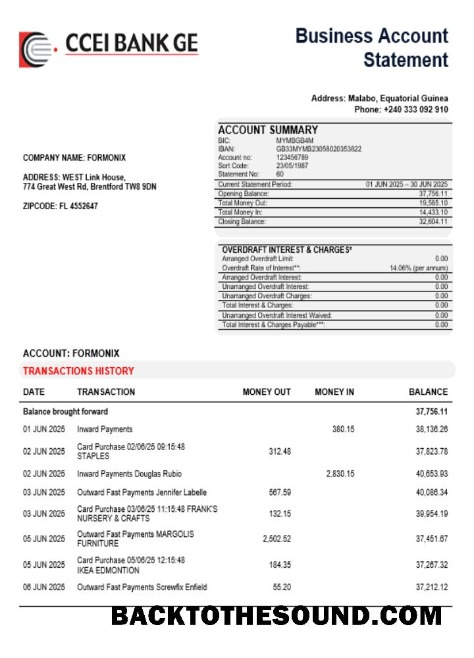 CCEI BANK GE
Business Account
Statement
Address: Malabo, Equatorial Guinea
Phone: +240 333 092 910
COMPANY NAME: FORMONIX
ADDRESS: WEST Link House,
774 Great West Rd, Brentford TW8 9DN
ZIPCODE: FL 4552647
ACCOUNT SUMMARY
BIC: MYMBGB4M
IBAN: GB33MYMB23058020353822
Account no: 123456789
Sort Code: 23/05/1987
Statement No: 60
Current Statement Period: 01 JUN 2025 – 30 JUN 2025
Opening Balance: 37,756.11
Total Money Out: 19,585.10
Total Money In: 14,433.10
Closing Balance: 32,604.11
OVERDRAFT INTEREST & CHARGES*
Arranged Overdraft Limit: 0.00
Overdraft Rate of Interest**: 14.06% (per annum)
Arranged Overdraft Interest: 0.00
Unarranged Overdraft Interest: 0.00
Unarranged Overdraft Charges: 0.00
Total Interest & Charges: 0.00
Unarranged Overdraft Interest Waived: 0.00
Total Interest & Charges Payable***: 0.00
ACCOUNT: FORMONIX
TRANSACTIONS HISTORY
DATE TRANSACTION MONEY OUT MONEY IN BALANCE
Balance brought forward 37,756.11
01 JUN 2025 Inward Payments 380.15 38,136.26
02 JUN 2025 Card Purchase 02/06/25 09:15:48 STAPLES 312.48 37,823.78
02 JUN 2025 Inward Payments Douglas Rubio 2,830.15 40,653.93
03 JUN 2025 Outward Fast Payments Jennifer Labelle 567.59 40,086.34
03 JUN 2025 Card Purchase 03/06/25 11:15:48 FRANK'S NURSERY & CRAFTS 132.15 39,954.19
05 JUN 2025 Outward Fast Payments MARGOLIS FURNITURE 2,502.52 37,451.67
05 JUN 2025 Card Purchase 05/06/25 12:15:48 IKEA EDMONTION 184.35 37,267.32
06 JUN 2025 Outward Fast Payments Screwfix Enfield 55.20 37,212.12
BACKTOTHESOUND.COM